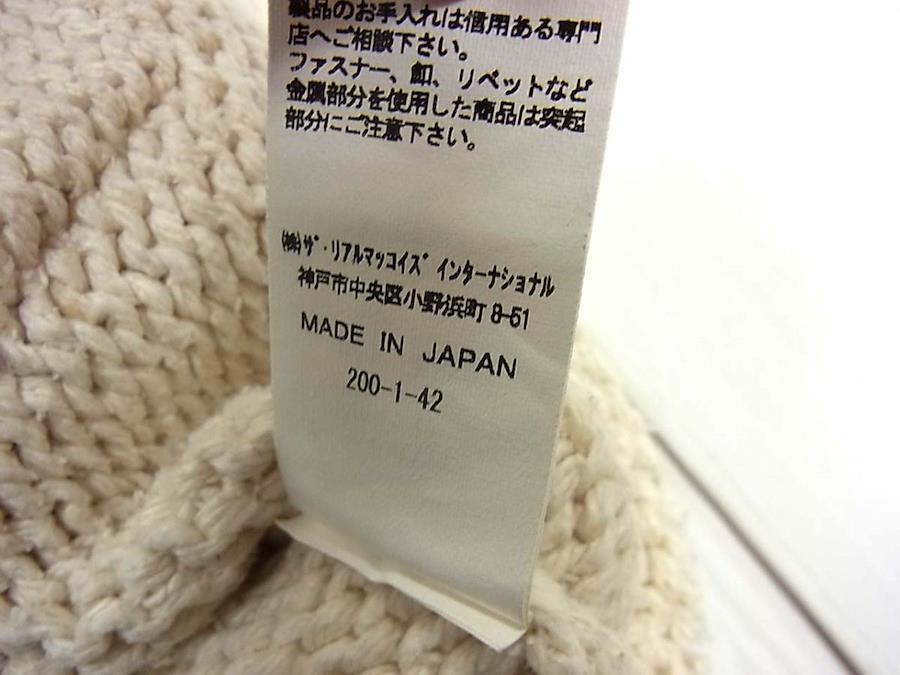 製品のお手入れは信用ある専門
店へご相談下さい。
ファスナー、釦、リベットなど
金属部分を使用した商品は突起
部分にご注意下さい。
㈱ザ・リアルマッコイズ インターナショナル
神戸市中央区小野浜町 8-51
MADE IN JAPAN
200-1-42